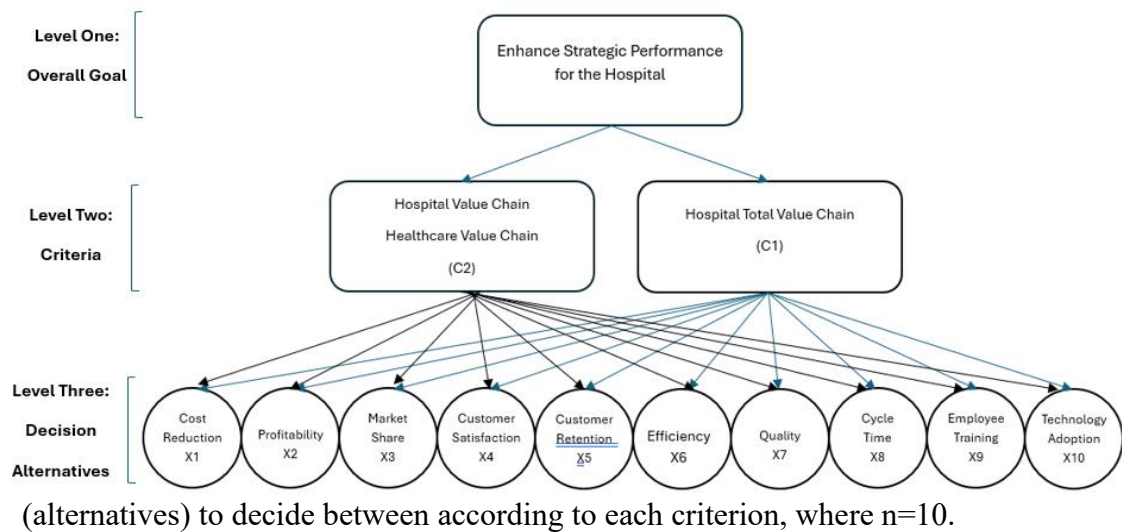 Level One:
Overall Goal
Enhance Strategic Performance
for the Hospital
Level Two:
Criteria
Hospital Value Chain
Healthcare Value Chain
(C2)
Hospital Total Value Chain
(C1)
Level Three:
Decision
Alternatives
Cost
Reduction
X1
Profitability
X2
Market
Share
X3
Customer
Satisfaction
X4
Customer
Retention
X5
Efficiency
X6
Quality
X7
Cycle
Time
X8
Employee
Training
X9
Technology
Adoption
X10
(alternatives) to decide between according to each criterion, where n=10.